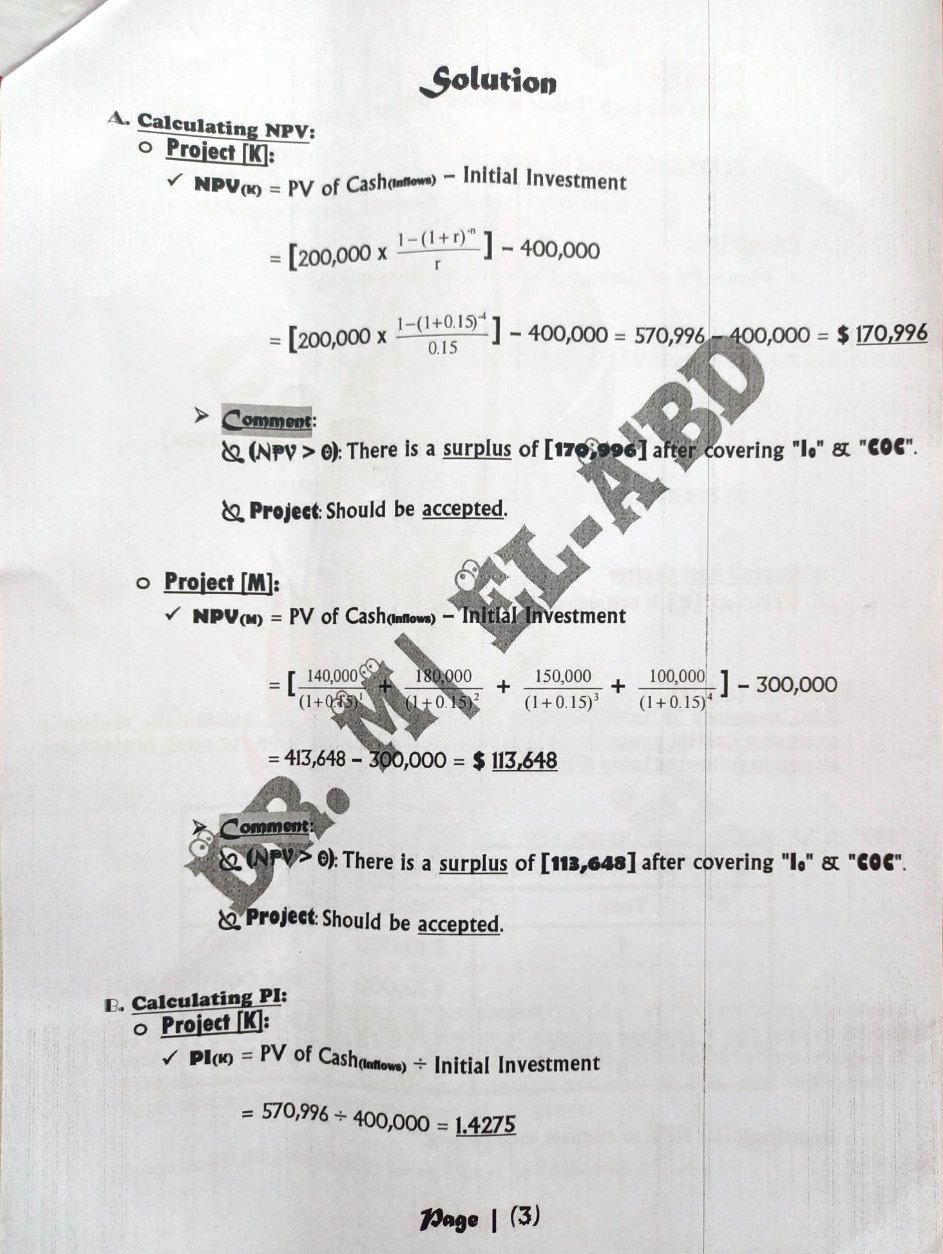 Solution
A. Calculating NPV:
o Project [K]:
✓ NPV(K) = PV of Cash(Inflows) – Initial Investment
= [200,000 x \frac{1-(1+r)^{-n}}{r}] – 400,000
= [200,000 x \frac{1-(1+0.15)^{-4}}{0.15}] – 400,000 = 570,996 – 400,000 = $ 170,996
➢ Comment:
(NPV > 0): There is a surplus of [170,996] after covering "I₀" & "COC".
Project: Should be accepted.
o Project [M]:
✓ NPV(M) = PV of Cash(Inflows) – Initial Investment
= [\frac{140,000}{(1+0.15)^1} + \frac{180,000}{(1+0.15)^2} + \frac{150,000}{(1+0.15)^3} + \frac{100,000}{(1+0.15)^4}] – 300,000
= 413,648 – 300,000 = $ 113,648
➢ Comment:
(NPV > 0): There is a surplus of [113,648] after covering "I₀" & "COC".
Project: Should be accepted.
B. Calculating PI:
o Project [K]:
✓ PI(K) = PV of Cash(Inflows) ÷ Initial Investment
= 570,996 ÷ 400,000 = 1.4275
DR. M| EL-ABD
Page | (3)